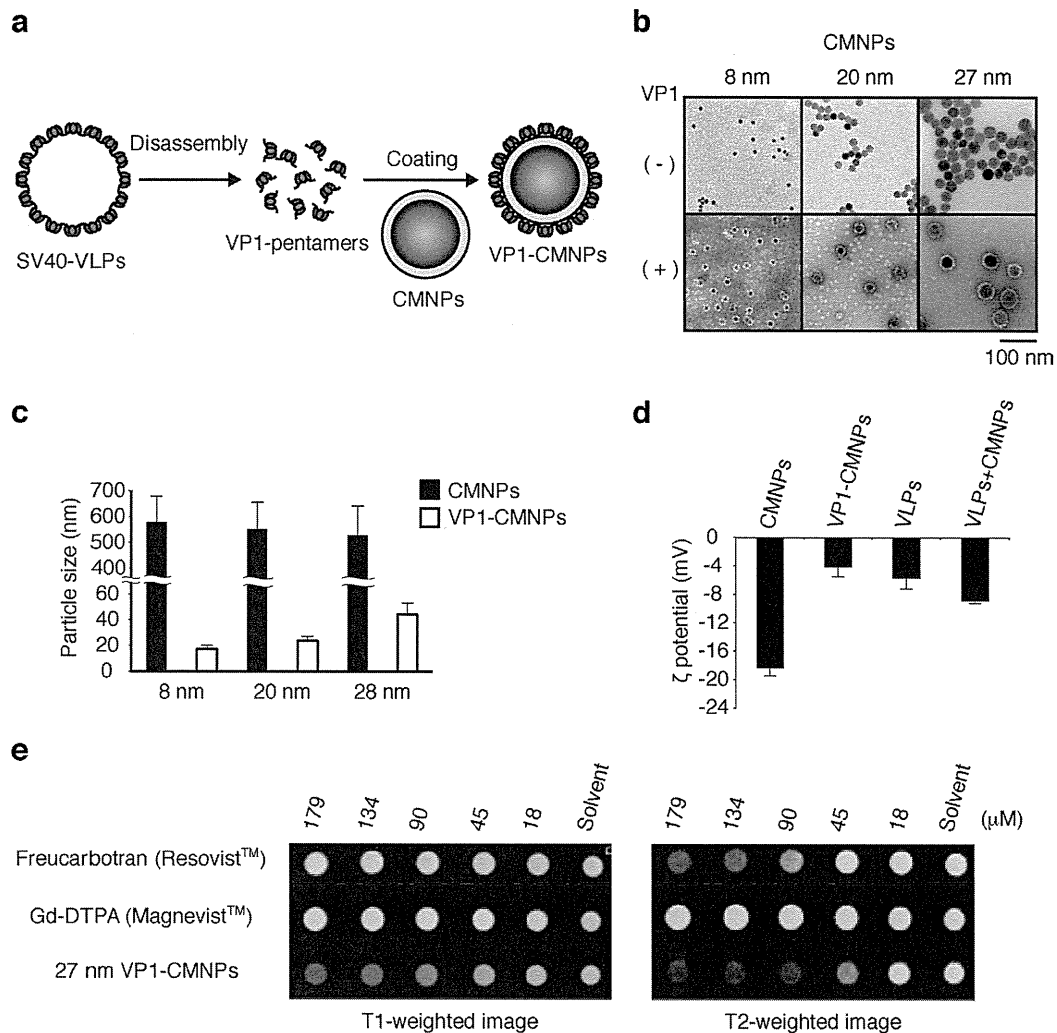 a
Disassembly
Coating
SV40-VLPs
VP1-pentamers
CMNPs
VP1-CMNPs
b
CMNPs
8 nm 20 nm 27 nm
VP1
(-)
(+)
100 nm
c
Particle size (nm)
700
600
500
400
60
40
20
0
8 nm 20 nm 28 nm
CMNPs
VP1-CMNPs
d
CMNPs VP1-CMNPs VLPs VLPs+CMNPs
ζ potential (mV)
0
-4
-8
-12
-16
-20
-24
e
179 134 90 45 18 Solvent 179 134 90 45 18 Solvent (μM)
Freucarbotran (Resovist™)
Gd-DTPA (Magnevist™)
27 nm VP1-CMNPs
T1-weighted image T2-weighted image